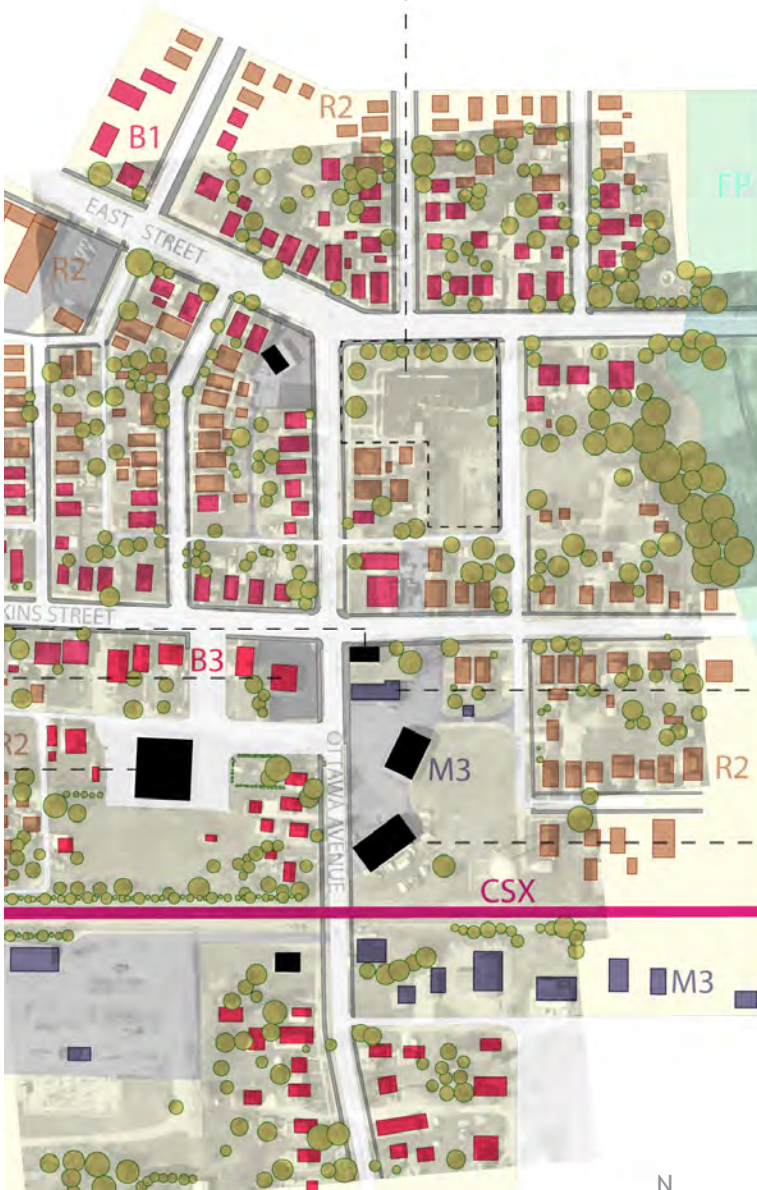 R2
B1
FP
EAST STREET
R2
KINS STREET
B3
R2
M3
R2
OTTAWA AVENUE
CSX
M3
N